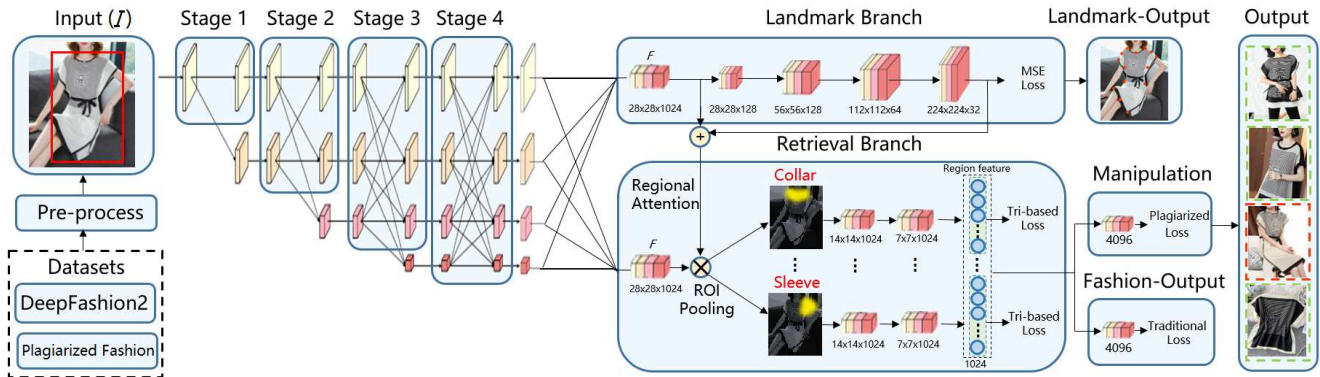 Input (I)
Pre-process
Datasets
DeepFashion2
Plagiarized Fashion
Stage 1
Stage 2
Stage 3
Stage 4
Landmark Branch
F
28x28x1024
28x28x128
56x56x128
112x112x64
224x224x32
MSE
Loss
Landmark-Output
+
Retrieval Branch
Regional
Attention
F
28x28x1024
ROI
Pooling
Collar
14x14x1024
7x7x1024
Region feature
Tri-based
Loss
Sleeve
14x14x1024
7x7x1024
1024
Tri-based
Loss
Manipulation
4096
Plagiarized
Loss
Fashion-Output
4096
Traditional
Loss
Output